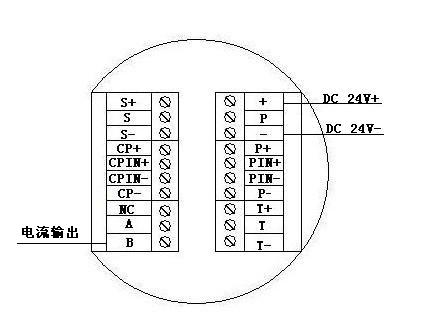 S+
S
S-
CP+
CPIN+
CPIN-
CP-
NC
A
B
电流输出
+
P
-
P+
PIN+
PIN-
P-
T+
T
T-
DC 24V+
DC 24V-